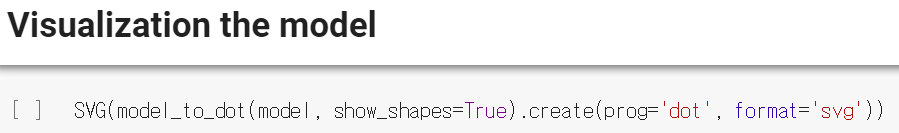 Visualization the model
[ ] SVG(model_to_dot(model, show_shapes=True).create(prog='dot', format='svg'))